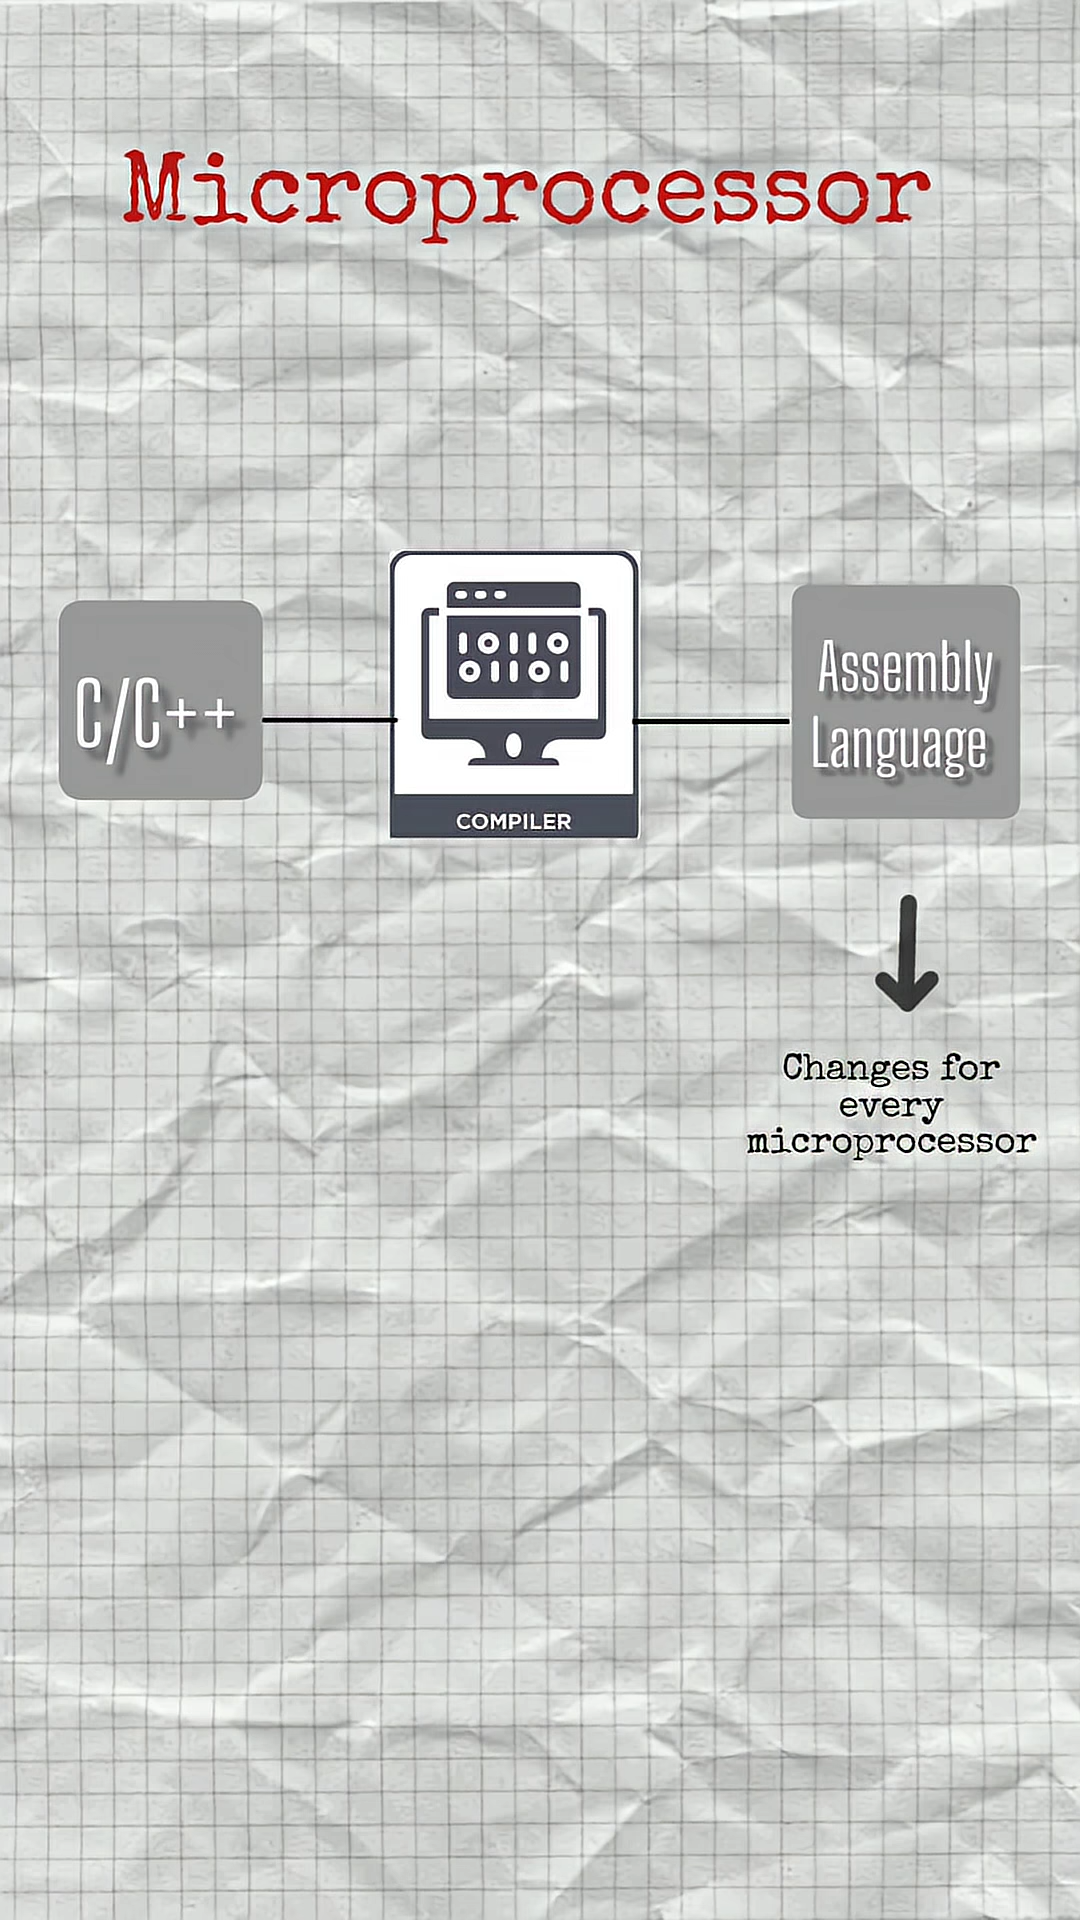 Microprocessor
C/C++
10110
01101
COMPILER
Assembly
Language
Changes for
every
microprocessor